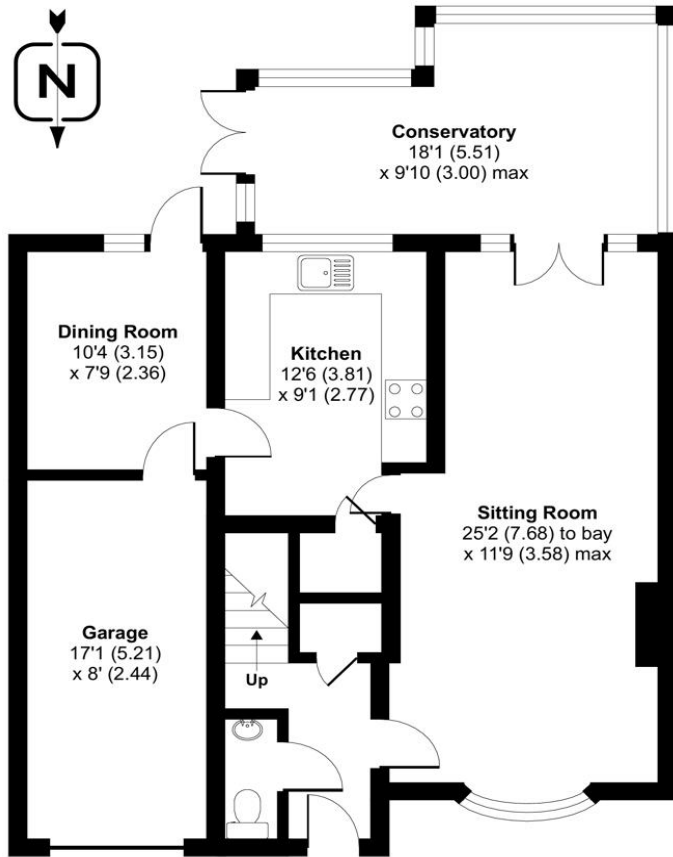 N
Conservatory
18'1 (5.51)
x 9'10 (3.00) max
Dining Room
10'4 (3.15)
x 7'9 (2.36)
Kitchen
12'6 (3.81)
x 9'1 (2.77)
Sitting Room
25'2 (7.68) to bay
x 11'9 (3.58) max
Garage
17'1 (5.21)
x 8' (2.44)
Up